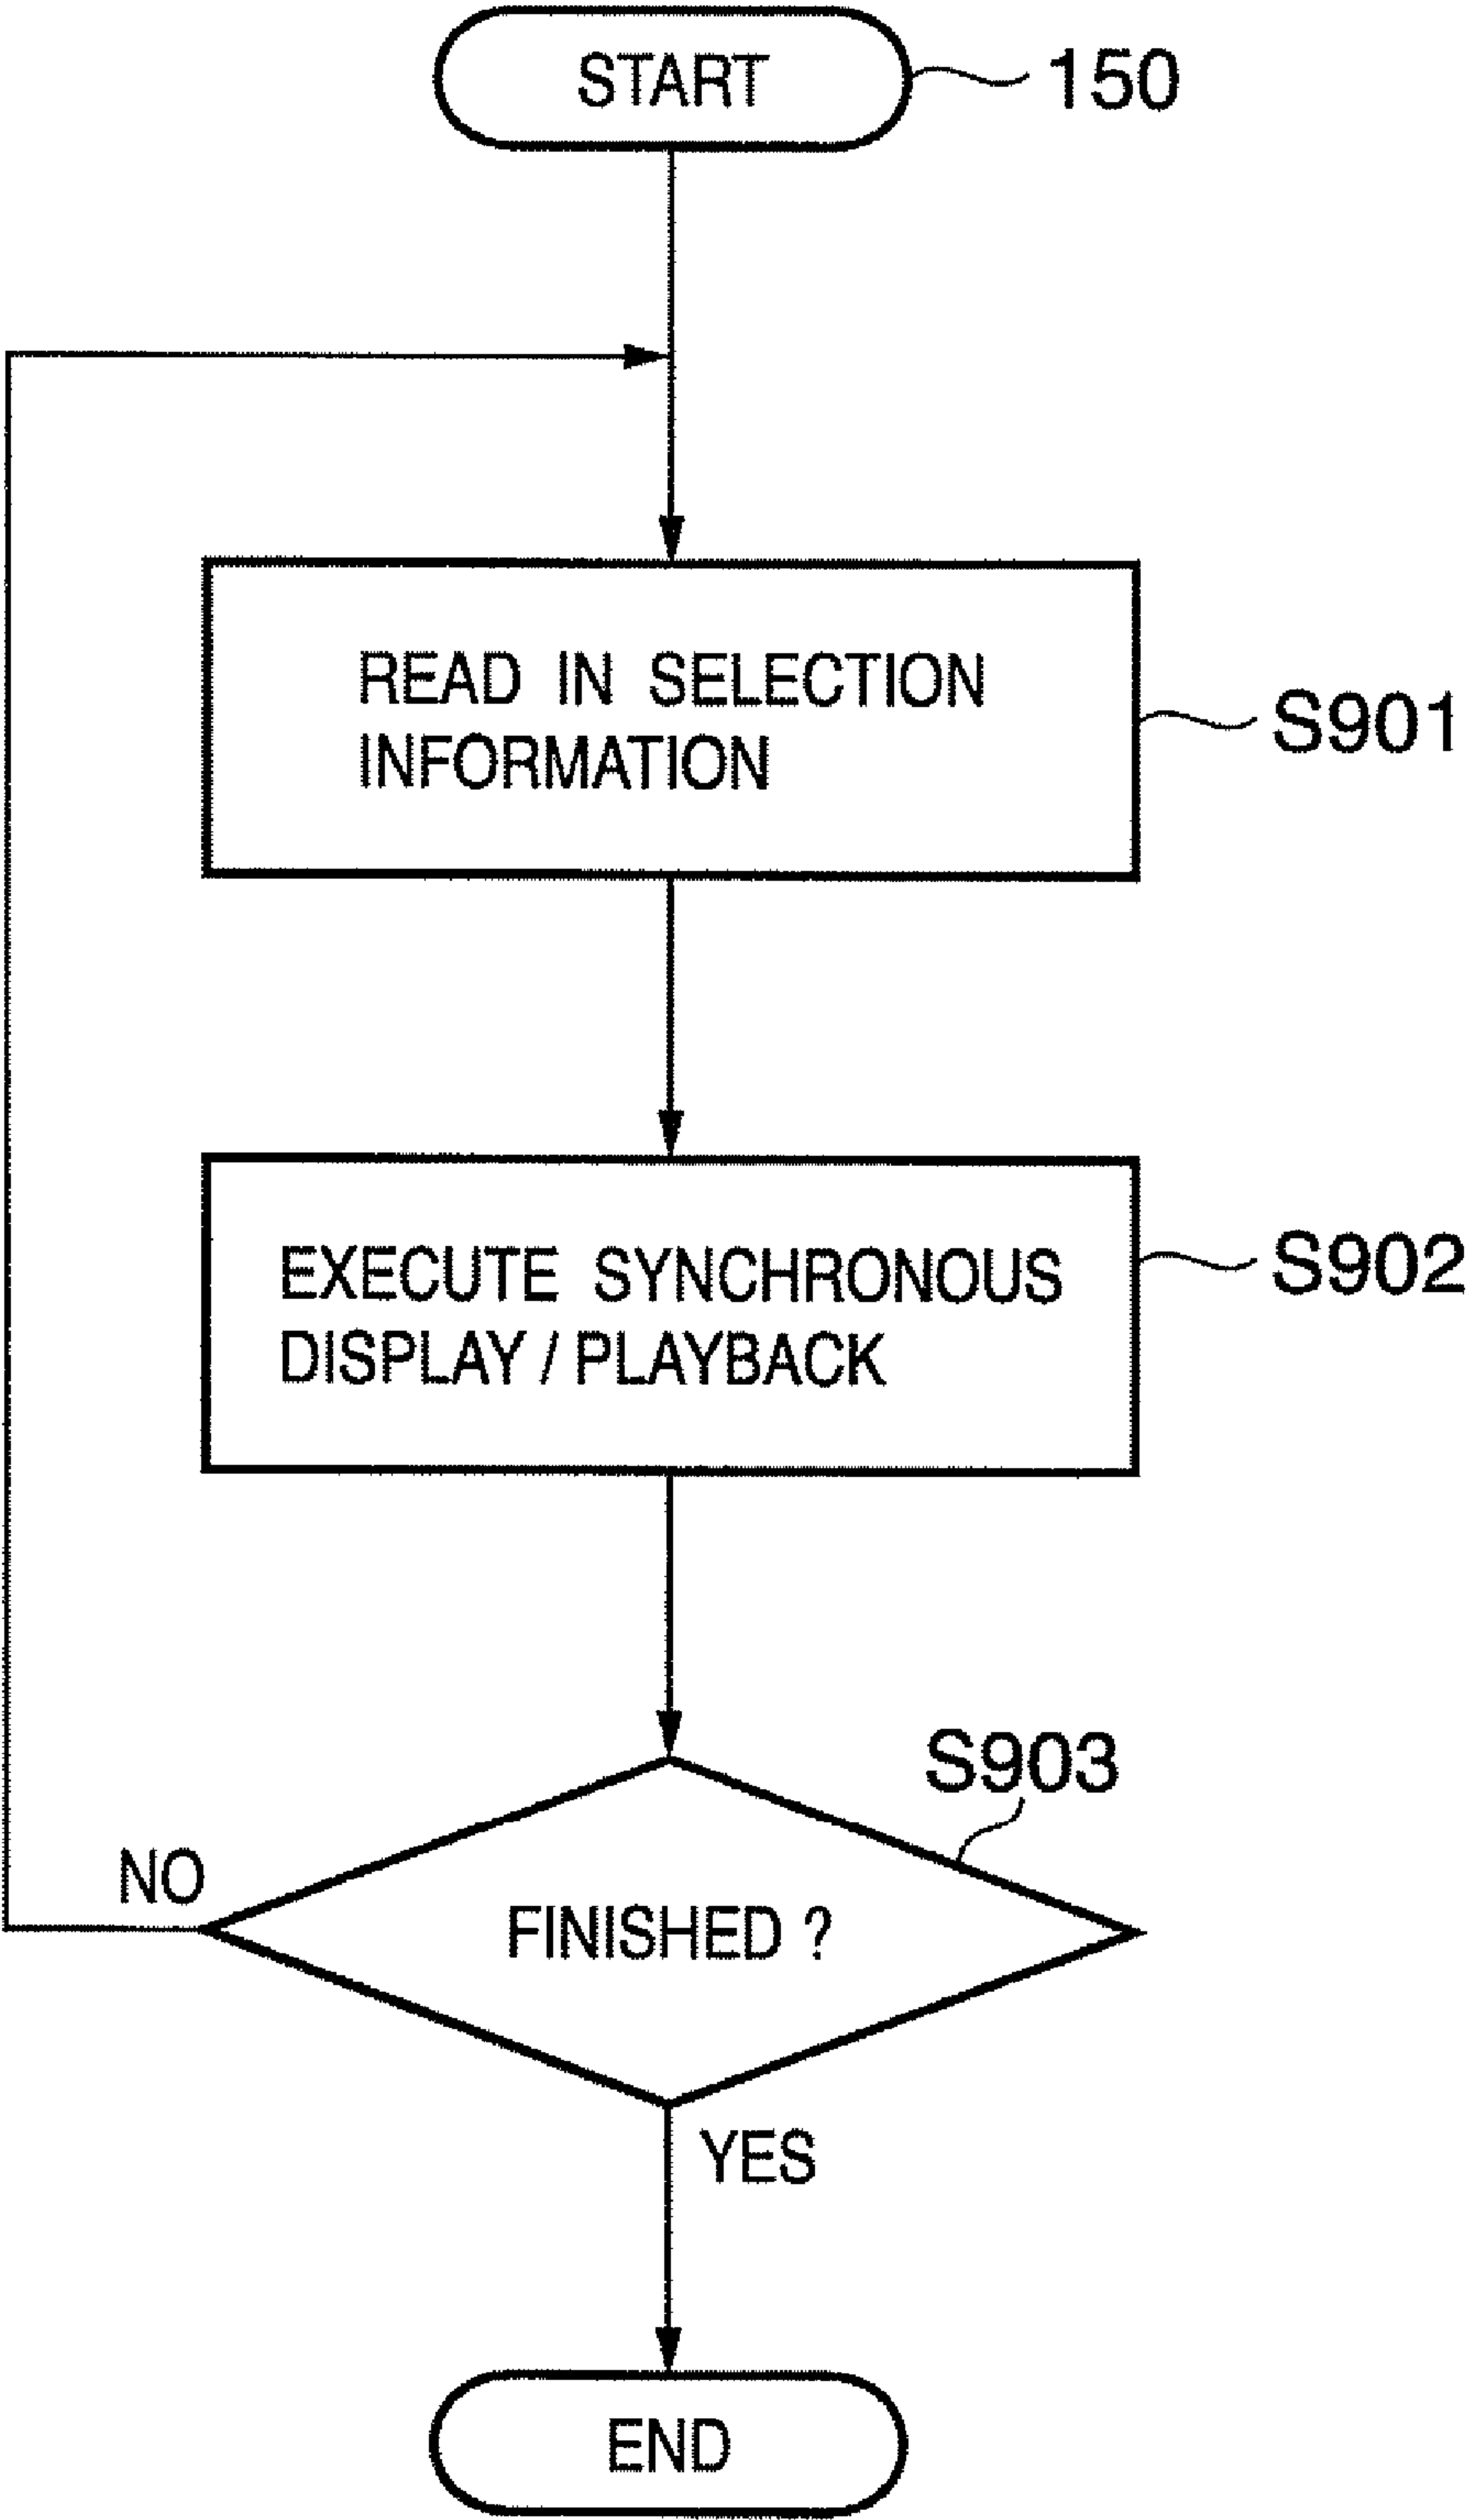 START
150
READ IN SELECTION
INFORMATION
S901
EXECUTE SYNCHRONOUS
DISPLAY / PLAYBACK
S902
S903
NO
FINISHED ?
YES
END